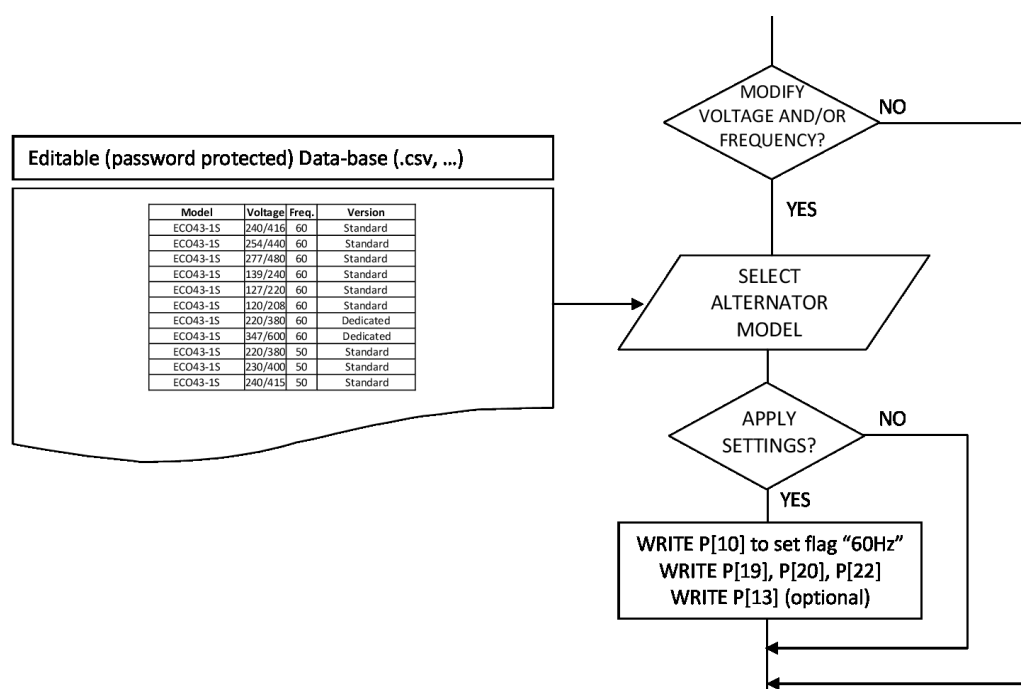 MODIFY
VOLTAGE AND/OR
FREQUENCY?
NO
YES
Editable (password protected) Data-base (.csv, ...)
Model Voltage Freq. Version
ECO43-1S 240/416 60 Standard
ECO43-1S 254/440 60 Standard
ECO43-1S 277/480 60 Standard
ECO43-1S 139/240 60 Standard
ECO43-1S 127/220 60 Standard
ECO43-1S 120/208 60 Standard
ECO43-1S 220/380 60 Dedicated
ECO43-1S 347/600 60 Dedicated
ECO43-1S 220/380 50 Standard
ECO43-1S 230/400 50 Standard
ECO43-1S 240/415 50 Standard
SELECT
ALTERNATOR
MODEL
APPLY
SETTINGS?
NO
YES
WRITE P[10] to set flag “60Hz”
WRITE P[19], P[20], P[22]
WRITE P[13] (optional)